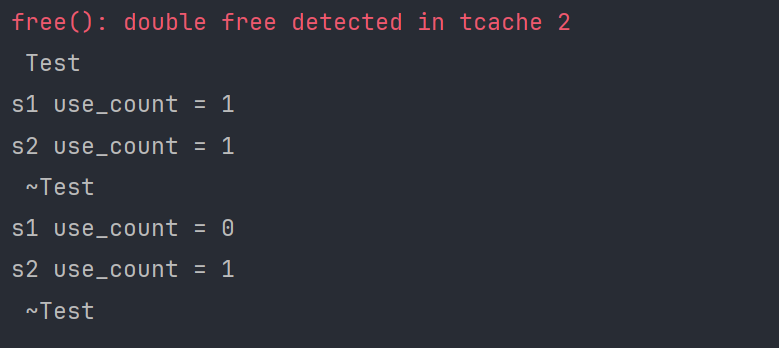 free(): double free detected in tcache 2
 Test
s1 use_count = 1
s2 use_count = 1
 ~Test
s1 use_count = 0
s2 use_count = 1
 ~Test